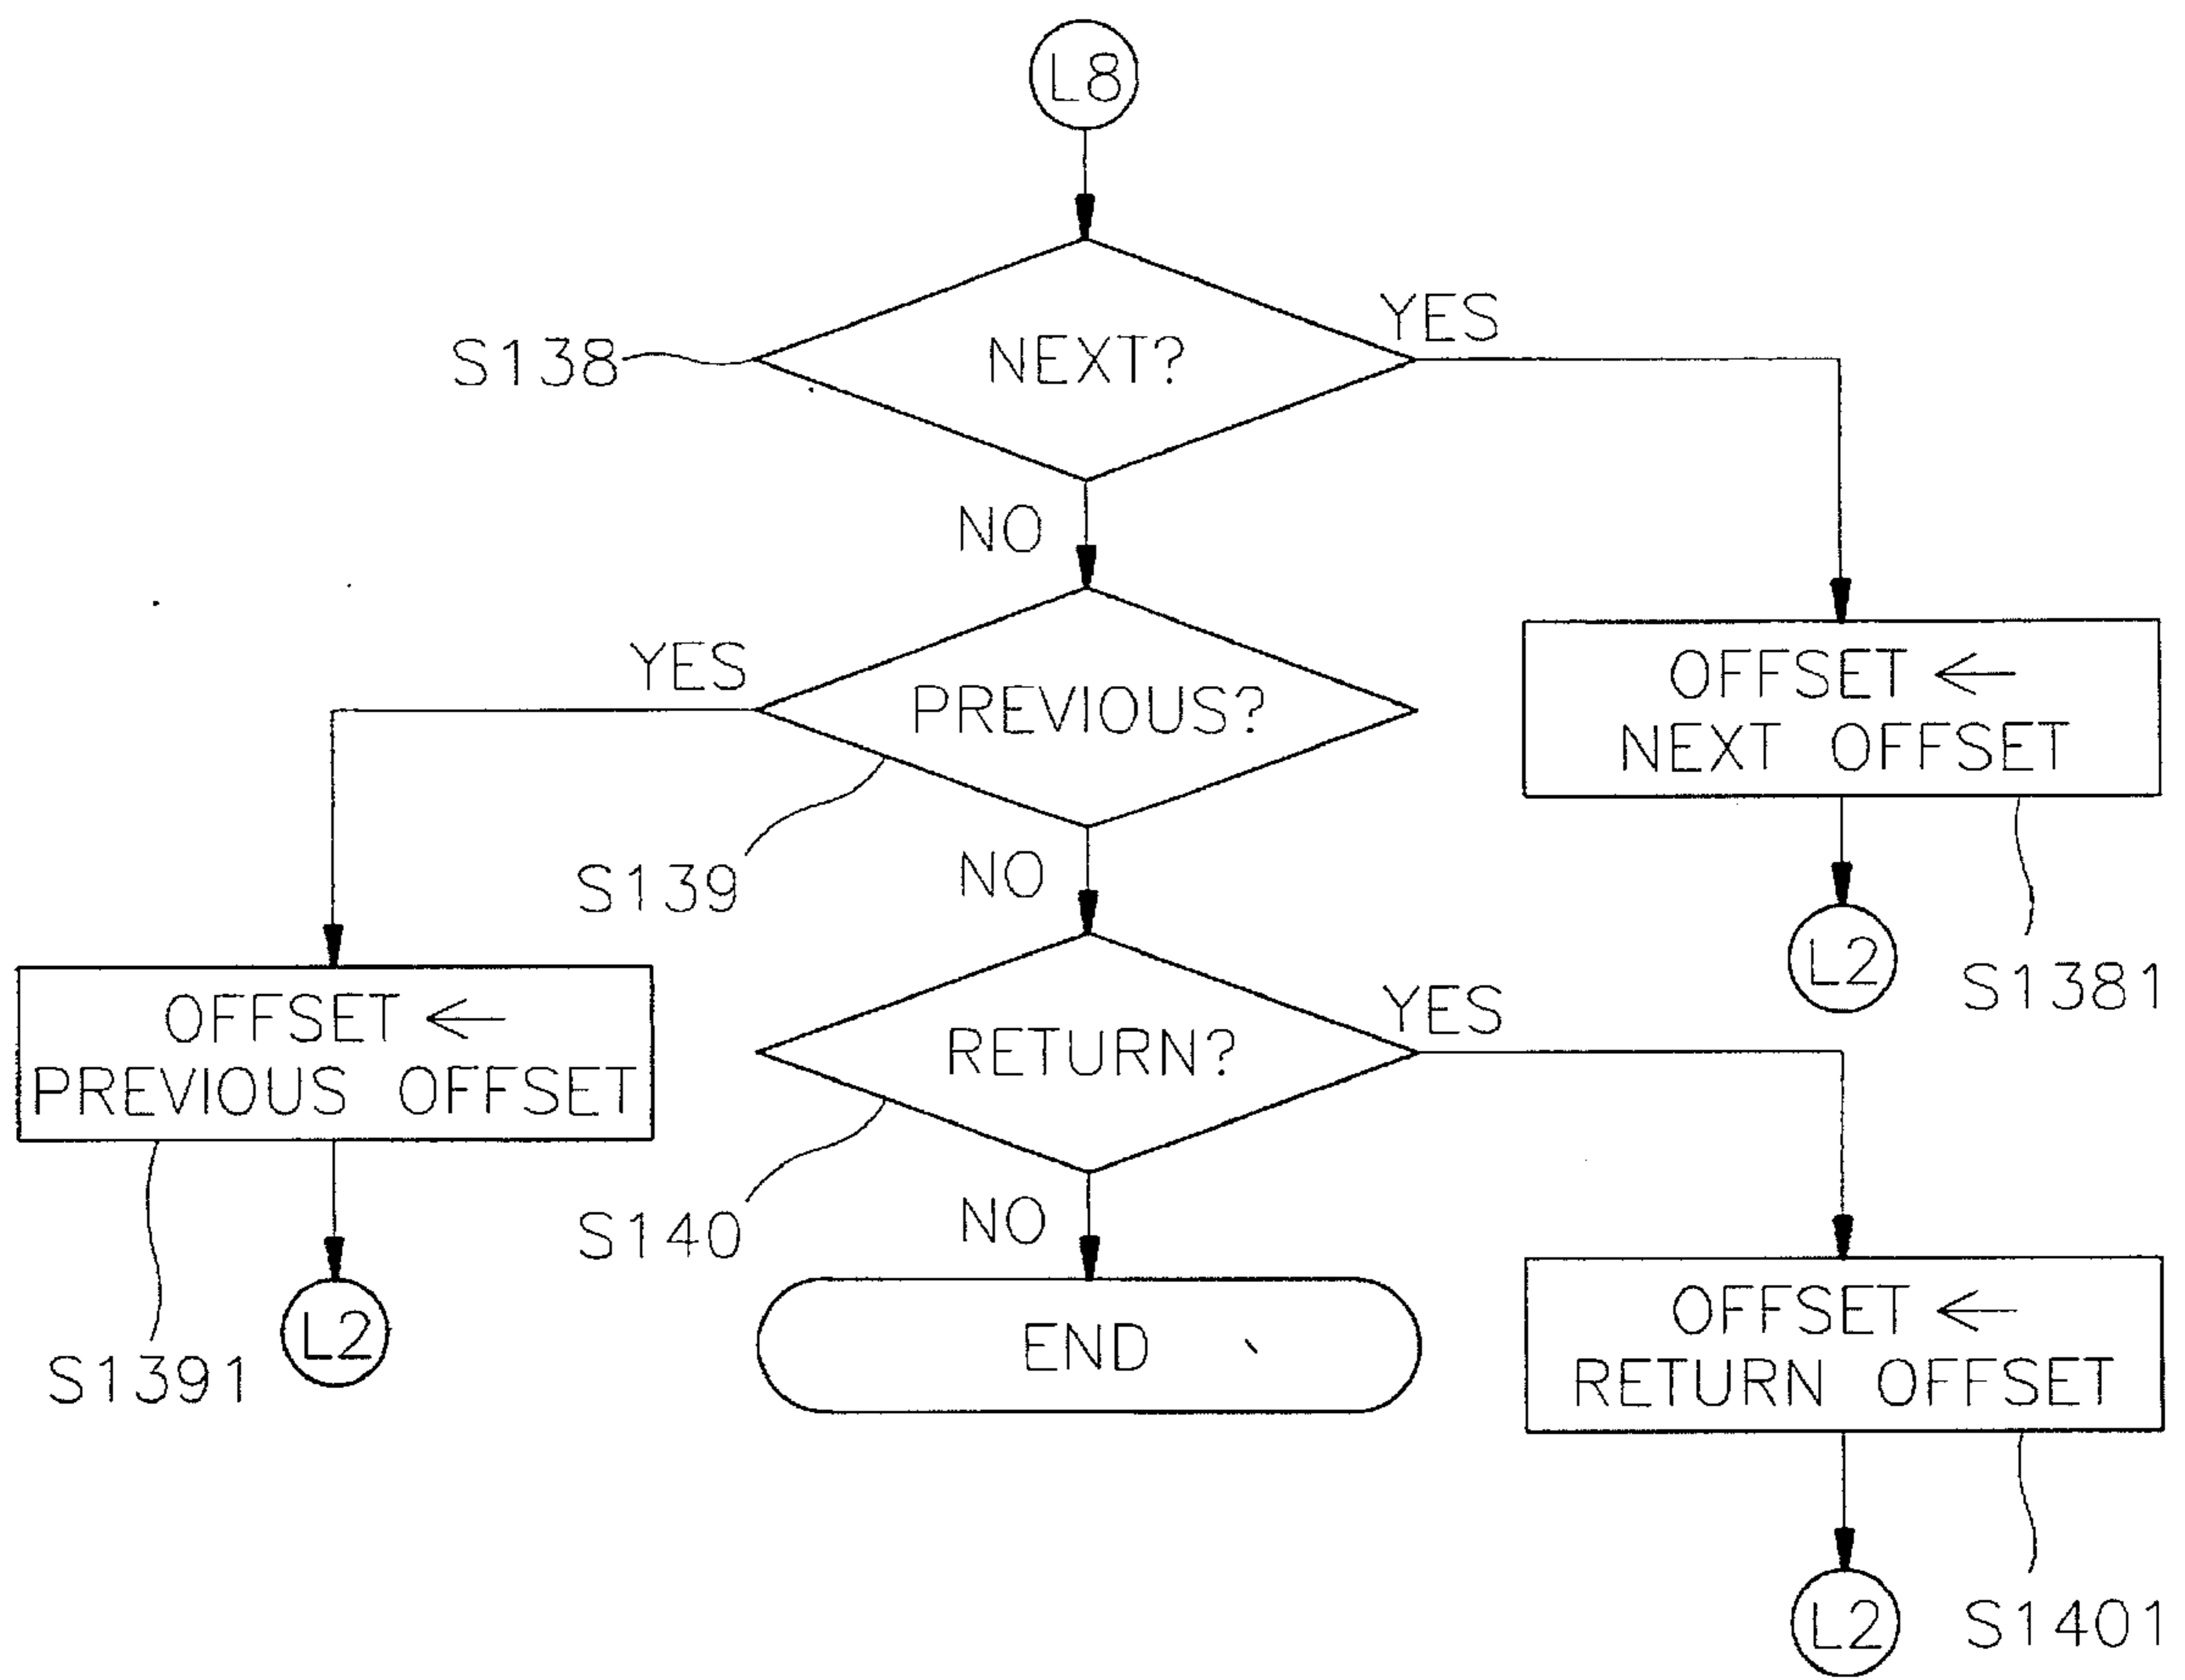 L8
YES
S138
NEXT?
NO
YES
PREVIOUS?
OFFSET ←
NEXT OFFSET
S139
NO
L2
S1381
OFFSET ←
PREVIOUS OFFSET
YES
RETURN?
S140
NO
S1391
L2
END
OFFSET ←
RETURN OFFSET
L2
S1401